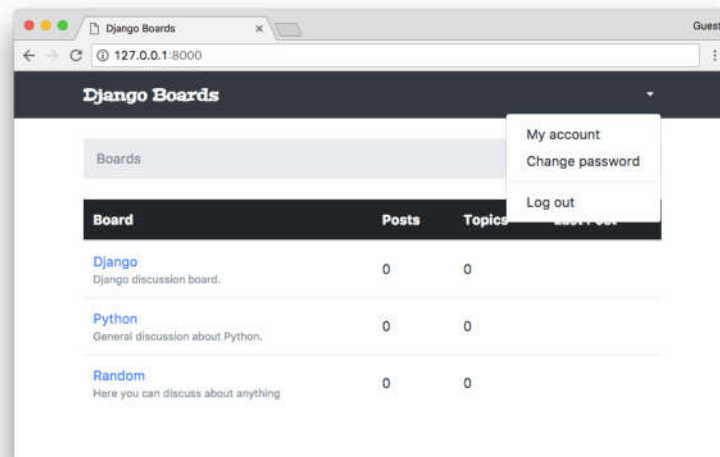 Django Boards
Guest
127.0.0.1:8000
Django Boards
My account
Change password
Log out
Boards
Board Posts Topics Last Post
Django 0 0
Django discussion board.
Python 0 0
General discussion about Python.
Random 0 0
Here you can discuss about anything